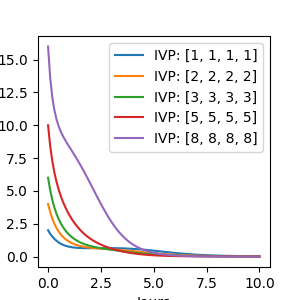 15.0
12.5
10.0
7.5
5.0
2.5
0.0
IVP: [1, 1, 1, 1]
IVP: [2, 2, 2, 2]
IVP: [3, 3, 3, 3]
IVP: [5, 5, 5, 5]
IVP: [8, 8, 8, 8]
0.0 2.5 5.0 7.5 10.0